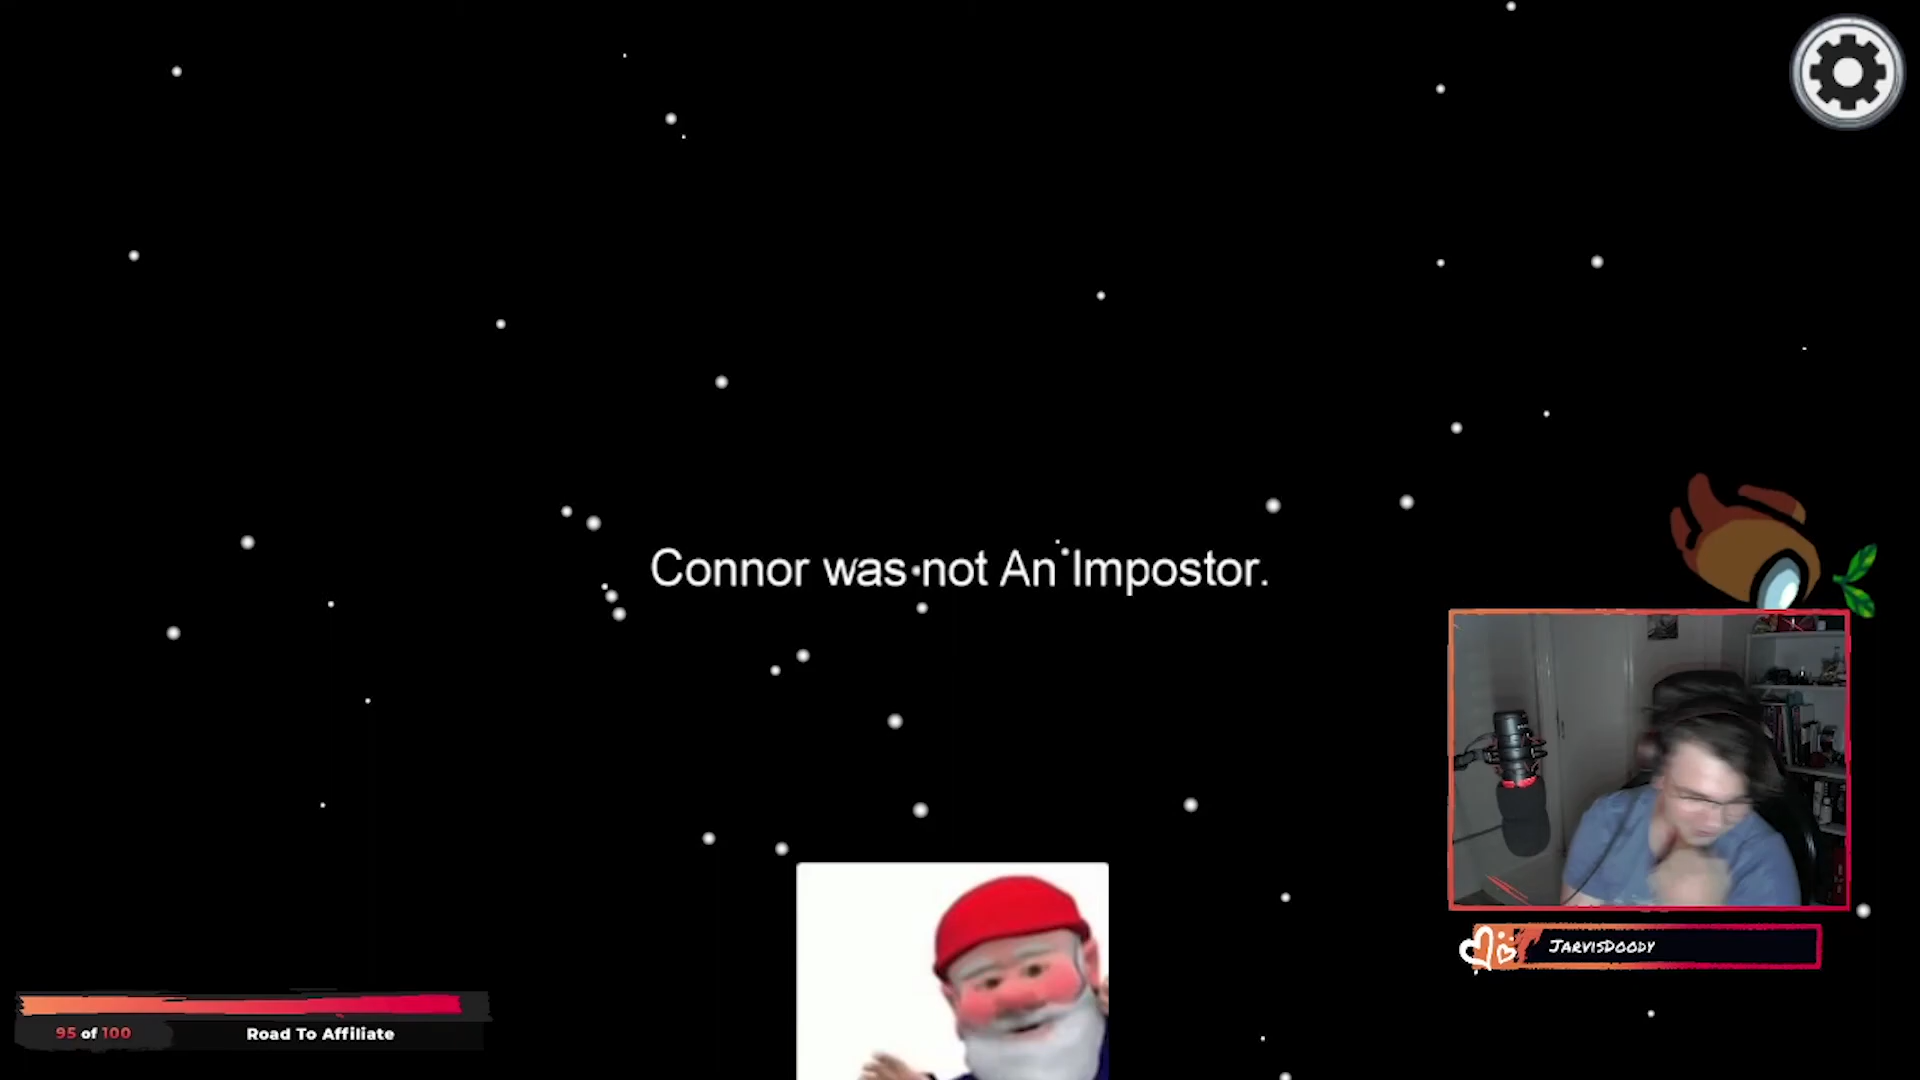 Connor was not An Impostor.
JarvisDoody
95 of 100
Road To Affiliate